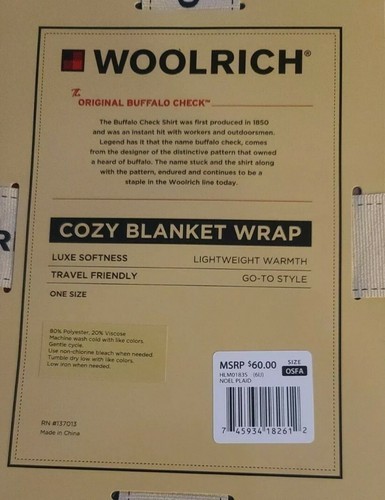 WOOLRICH®
The
ORIGINAL BUFFALO CHECK™
The Buffalo Check Shirt was first produced in 1850
and was an instant hit with workers and outdoorsman.
Legend has it that the name buffalo check, comes
from the designer of the distinctive pattern that owned
a heard of buffalo. The name stuck and the shirt along
with the pattern, endured and continues to be a
staple in the Woolrich line today.
COZY BLANKET WRAP
LUXE SOFTNESS LIGHTWEIGHT WARMTH
TRAVEL FRIENDLY GO-TO STYLE
ONE SIZE
80% Polyester, 20% Viscose
Machine wash cold with like colors.
Gentle cycle.
Use non-chlorine bleach when needed.
Tumble dry low with like colors.
Low iron when needed.
MSRP $60.00 SIZE
HLM01835 OSFA
NOEL PLAID
7 45934 18261 2
RN #137013
Made in China
R